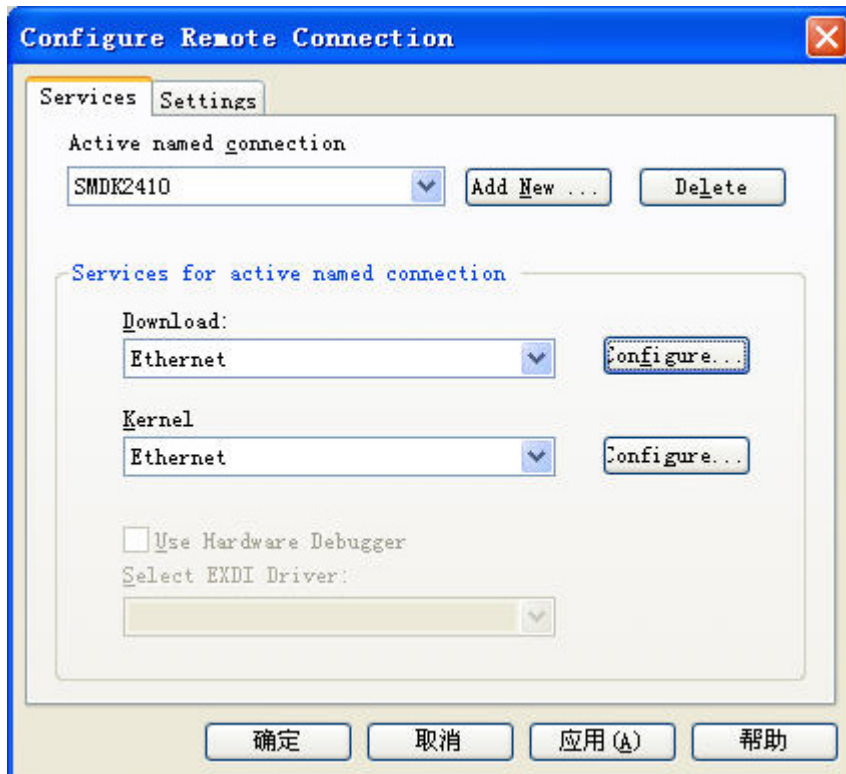 Configure Remote Connection
Services Settings
Active named connection
SMDK2410 Add New ... Delete
Services for active named connection
Download:
Ethernet Configure...
Kernel
Ethernet Configure...
Use Hardware Debugger
Select EXDI Driver:
确定 取消 应用(A) 帮助